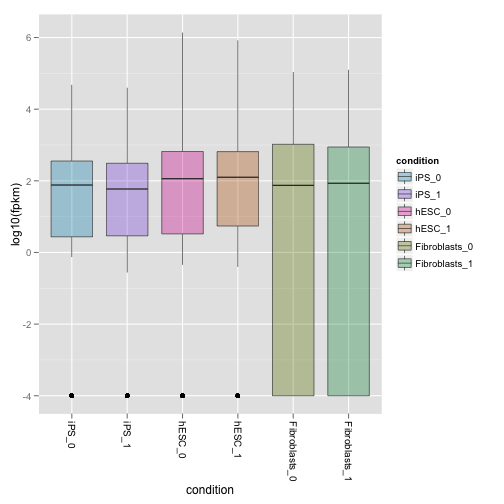 log10(fpkm)
6
4
2
0
-2
-4
iPS_0
iPS_1
hESC_0
hESC_1
Fibroblasts_0
Fibroblasts_1
condition
condition
iPS_0
iPS_1
hESC_0
hESC_1
Fibroblasts_0
Fibroblasts_1